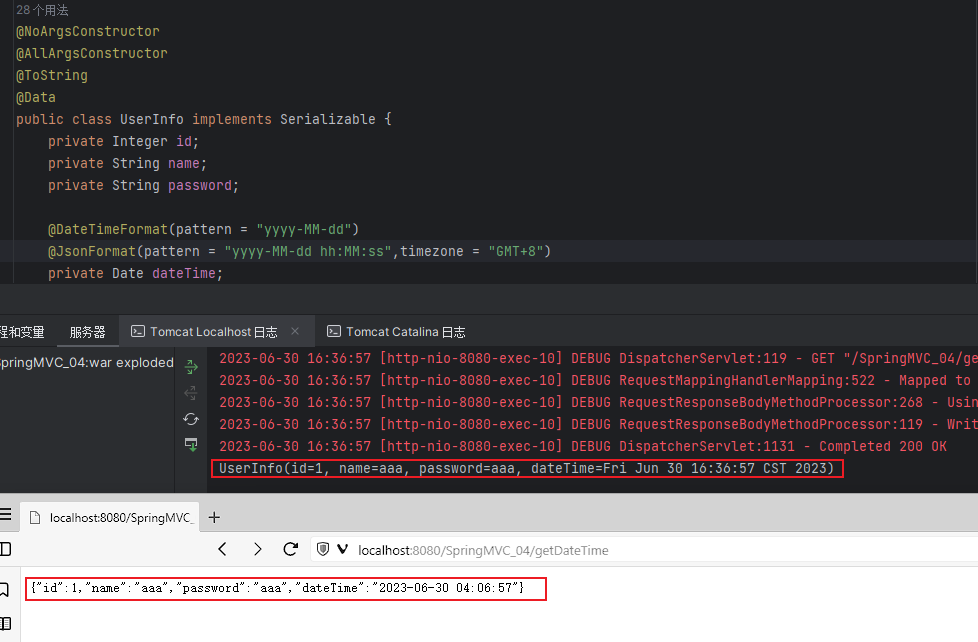 28个用法
@NoArgsConstructor
@AllArgsConstructor
@ToString
@Data
public class UserInfo implements Serializable {
private Integer id;
private String name;
private String password;
@DateTimeFormat(pattern = "yyyy-MM-dd")
@JsonFormat(pattern = "yyyy-MM-dd hh:MM:ss",timezone = "GMT+8")
private Date dateTime;
程和变量 服务器 Tomcat Localhost 日志 × Tomcat Catalina 日志
SpringMVC_04:war exploded
2023-06-30 16:36:57 [http-nio-8080-exec-10] DEBUG DispatcherServlet:119 - GET "/SpringMVC_04/ge
2023-06-30 16:36:57 [http-nio-8080-exec-10] DEBUG RequestMappingHandlerMapping:522 - Mapped to
2023-06-30 16:36:57 [http-nio-8080-exec-10] DEBUG RequestResponseBodyMethodProcessor:268 - Usin
2023-06-30 16:36:57 [http-nio-8080-exec-10] DEBUG RequestResponseBodyMethodProcessor:119 - Writ
2023-06-30 16:36:57 [http-nio-8080-exec-10] DEBUG DispatcherServlet:1131 - Completed 200 OK
UserInfo(id=1, name=aaa, password=aaa, dateTime=Fri Jun 30 16:36:57 CST 2023)
localhost:8080/SpringMVC_
localhost:8080/SpringMVC_04/getDateTime
{"id":1,"name":"aaa","password":"aaa","dateTime":"2023-06-30 04:06:57"}